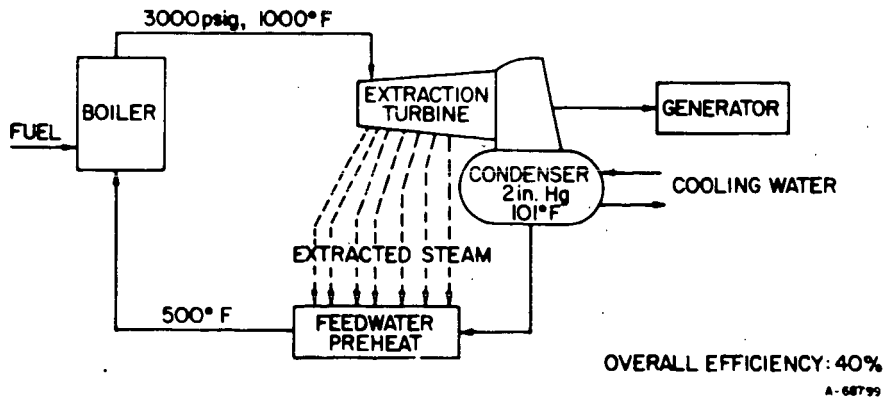 3000 psig, 1000° F
BOILER
FUEL
EXTRACTION
TURBINE
GENERATOR
CONDENSER
2 in. Hg
101°F
COOLING WATER
EXTRACTED STEAM
500° F
FEEDWATER
PREHEAT
OVERALL EFFICIENCY: 40%
A-68799